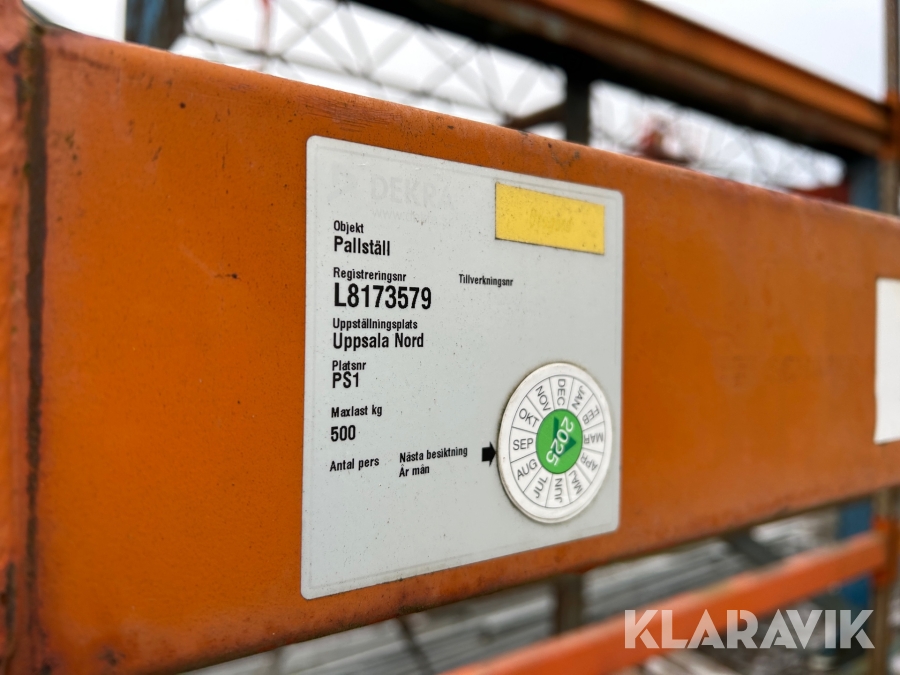 DEKRA
Objekt
Pallställ
Registreringsnr
Tillverkningsnr
L8173579
Uppställningsplats
Uppsala Nord
Platsnr
PS1
Maxlast kg
500
Antal pers
Nästa besiktning
År mån
JAN FEB MAR APR MAJ JUN JUL AUG SEP OKT NOV DEC
2025
KLARAVIK